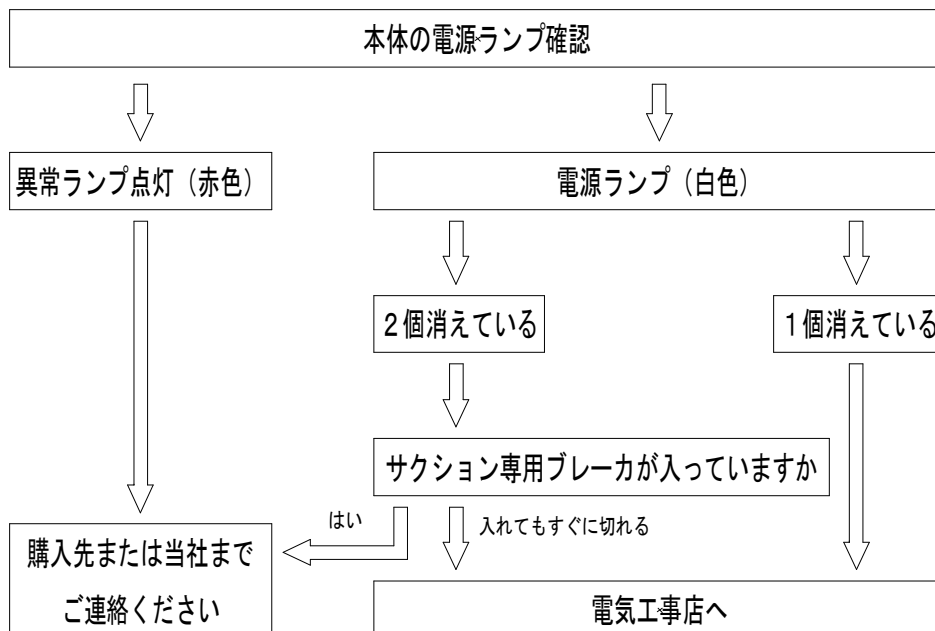 本体の電源ランプ確認
異常ランプ点灯（赤色）
電源ランプ（白色）
２個消えている
１個消えている
サクション専用ブレーカが入っていますか
はい
入れてもすぐに切れる
購入先または当社まで
ご連絡ください
電気工事店へ